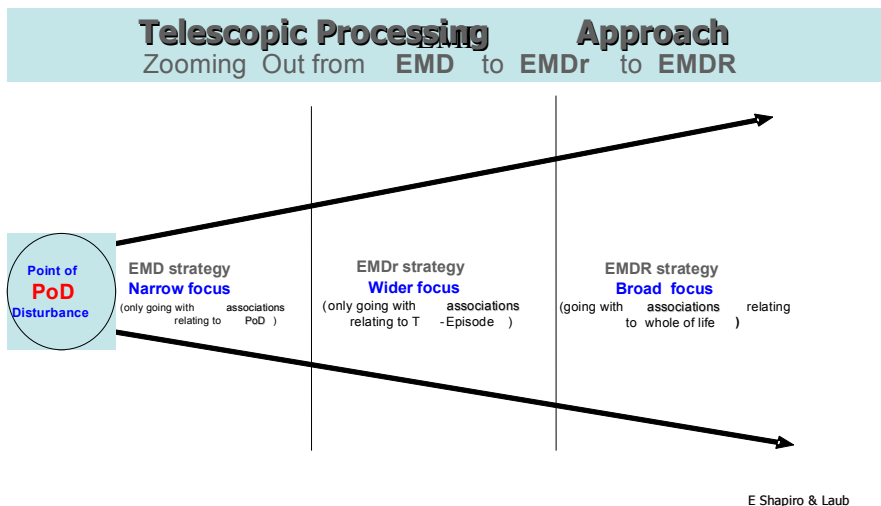 Telescopic Processing Approach
Zooming Out from EMD to EMDr to EMDR
Point of
PoD
Disturbance
EMD strategy
Narrow focus
(only going with associations
relating to PoD )
EMDr strategy
Wider focus
(only going with associations
relating to T -Episode )
EMDR strategy
Broad focus
(going with associations relating
to whole of life )
E Shapiro & Laub